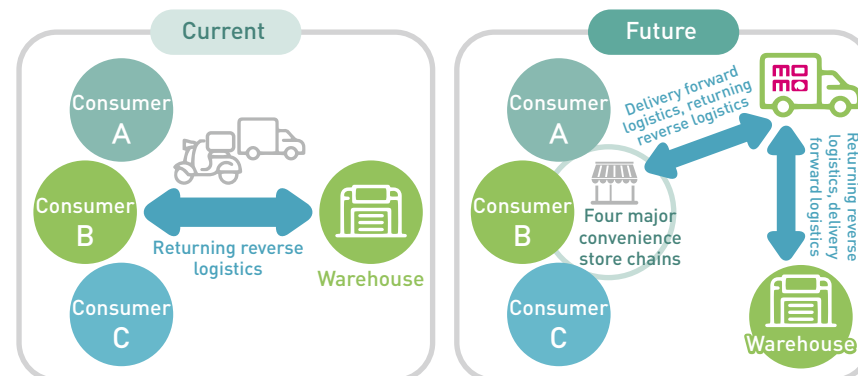 Current
Consumer
A
Consumer
B
Consumer
C
Returning reverse
logistics
Warehouse
Future
Consumer
A
Consumer
B
Consumer
C
Four major
convenience
store chains
Delivery forward
logistics, returning
reverse logistics
momo
Returning reverse
logistics, delivery
forward logistics
Warehouse